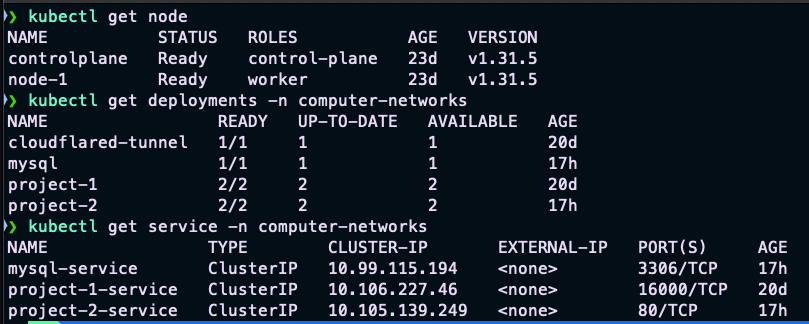 ❯ kubectl get node
NAME           STATUS   ROLES           AGE   VERSION
controlplane   Ready    control-plane   23d   v1.31.5
node-1         Ready    worker          23d   v1.31.5
❯ kubectl get deployments -n computer-networks
NAME                 READY   UP-TO-DATE   AVAILABLE   AGE
cloudflared-tunnel   1/1     1            1           20d
mysql                1/1     1            1           17h
project-1            2/2     2            2           20d
project-2            2/2     2            2           17h
❯ kubectl get service -n computer-networks
NAME                TYPE        CLUSTER-IP       EXTERNAL-IP   PORT(S)     AGE
mysql-service       ClusterIP   10.99.115.194    <none>        3306/TCP    17h
project-1-service   ClusterIP   10.106.227.46    <none>        16000/TCP   20d
project-2-service   ClusterIP   10.105.139.249   <none>        80/TCP      17h